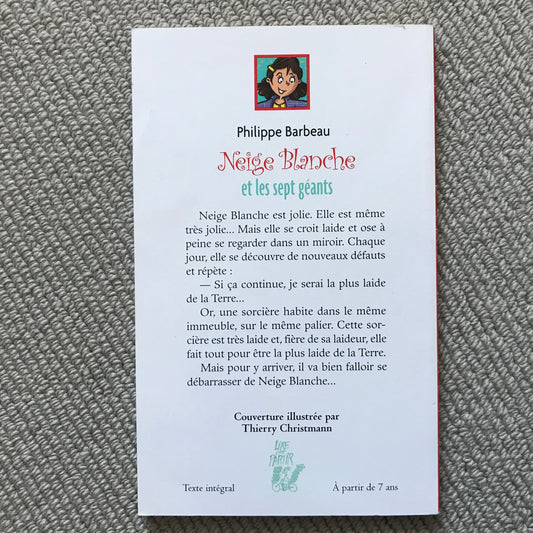 Philippe Barbeau
Neige Blanche
et les sept géants
Neige Blanche est jolie. Elle est même
très jolie... Mais elle se croit laide et ose à
peine se regarder dans un miroir. Chaque
jour, elle se découvre de nouveaux défauts
et répète :
— Si ça continue, je serai la plus laide
de la Terre...
Or, une sorcière habite dans le même
immeuble, sur le même palier. Cette sor-
cière est très laide et, fière de sa laideur, elle
fait tout pour être la plus laide de la Terre.
Mais pour y arriver, il va bien falloir se
débarrasser de Neige Blanche...
Couverture illustrée par
Thierry Christmann
LIRE
PARTIR
Texte intégral
À partir de 7 ans